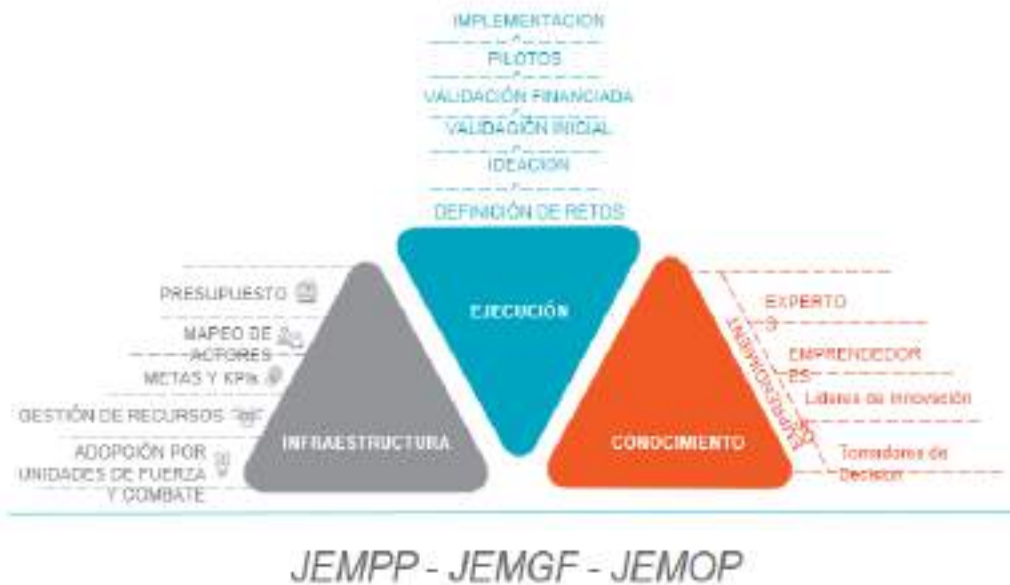 IMPLEMENTACION
PILOTOS
VALIDACIÓN FINANCIADA
VALIDACIÓN INICIAL
IDEACION
DEFINICIÓN DE RETOS
EJECUCIÓN
PRESUPUESTO
MAPEO DE
ACTORES
METAS Y KPIs
GESTIÓN DE RECURSOS
ADOPCIÓN POR
UNIDADES DE FUERZA
Y COMBATE
INFRAESTRUCTURA
CONOCIMIENTO
EXPERTO
S
EMPRENDEDOR
ES
Líderes de Innovación
Tomadores de
Decision
JEMPP - JEMGF - JEMOP